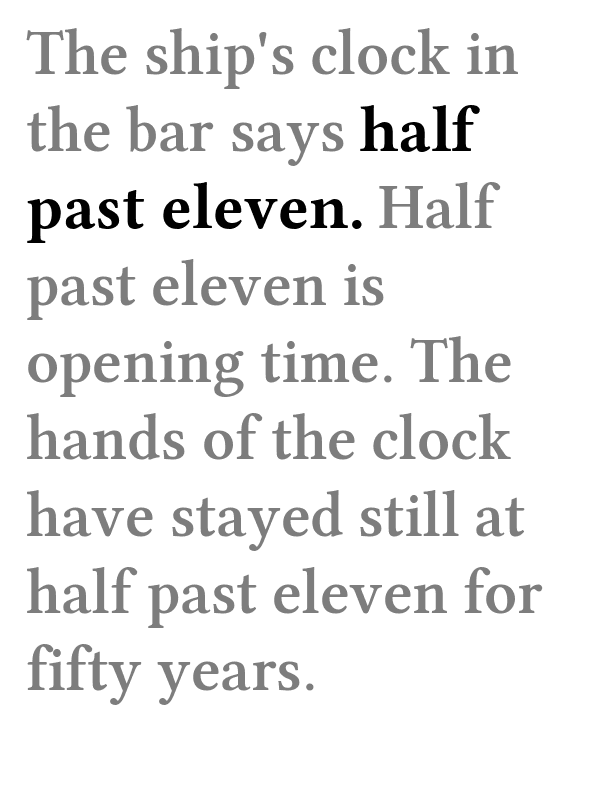 The ship's clock in
the bar says half
past eleven. Half
past eleven is
opening time. The
hands of the clock
have stayed still at
half past eleven for
fifty years.